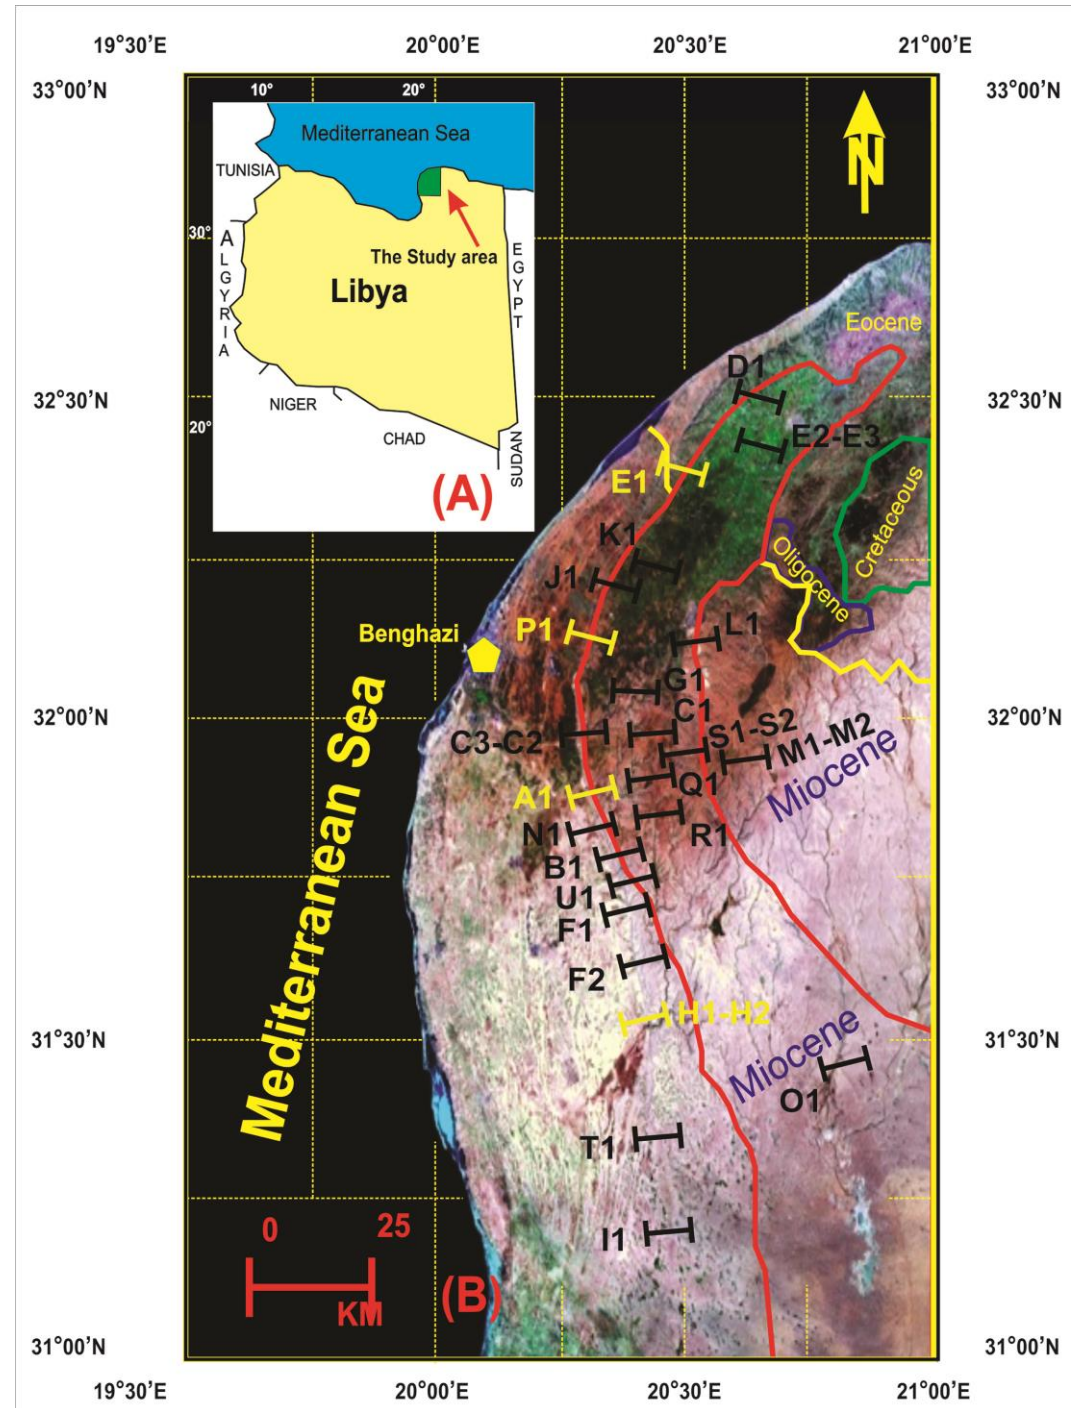 19°30’E 20°00’E 20°30’E 21°00’E
33°00’N 33°00’N
10° 20°
Mediterranean Sea
TUNISIA
N
30°
ALGYRIA
The Study area
EGYPT
Libya
Eocene
D1
32°30’N 32°30’N
NIGER
20°
CHAD
SUDAN
E2-E3
(A)
E1
Cretaceous
K1
Oligocene
J1
P1
L1
Benghazi
G1
32°00’N 32°00’N
C1
C3-C2
S1-S2
M1-M2
Miocene
Q1
A1
N1
R1
B1
U1
F1
F2
Mediterranean Sea
H1-H2
31°30’N 31°30’N
Miocene
O1
T1
0 25
I1
KM
(B)
31°00’N 31°00’N
19°30’E 20°00’E 20°30’E 21°00’E